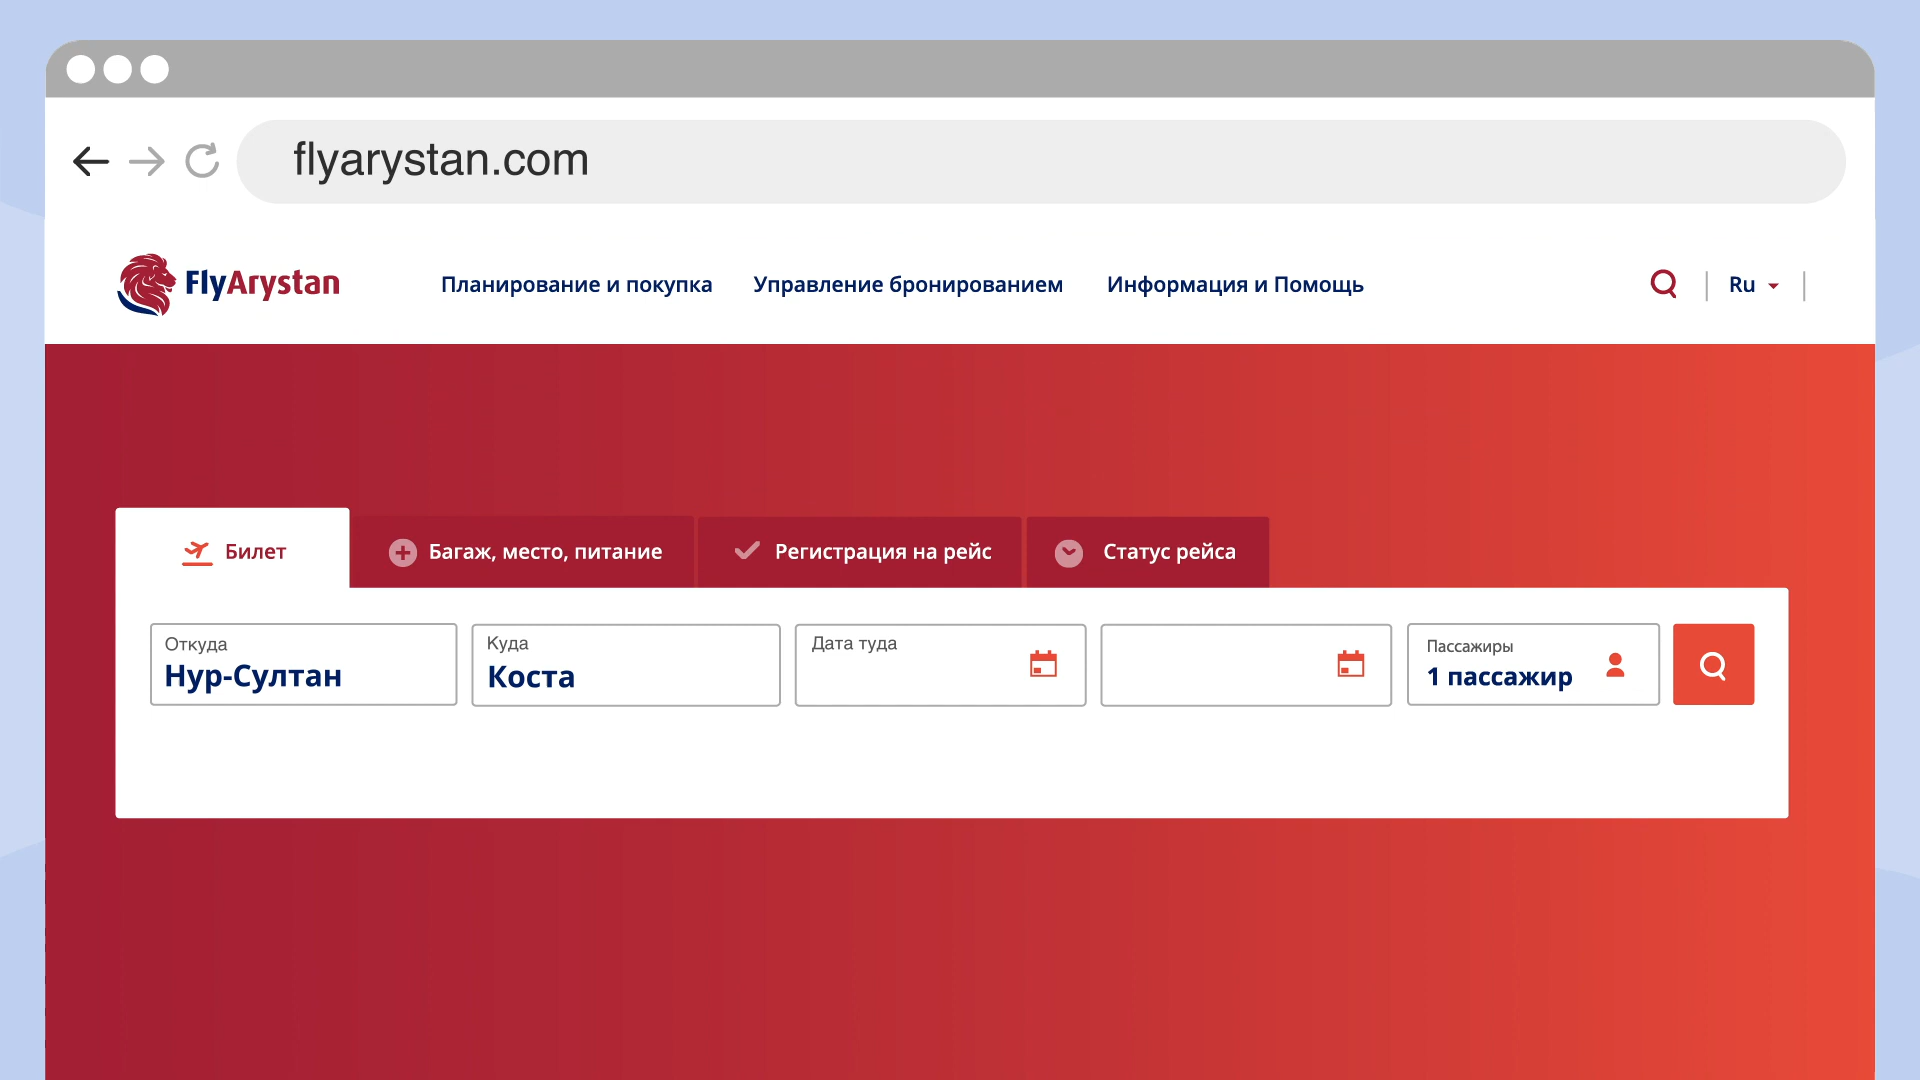 flyarystan.com
FlyArystan
Планирование и покупка
Управление бронированием
Информация и Помощь
Ru
Билет
Багаж, место, питание
Регистрация на рейс
Статус рейса
Откуда
Нур-Султан
Куда
Коста
Дата туда
Пассажиры
1 пассажир